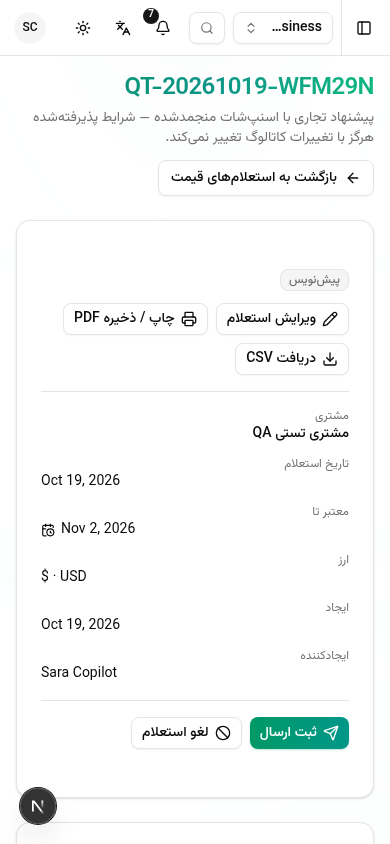 siness...
7
SC
QT-20261019-WFM29N
پیشنهاد تجاری با اسنپ‌شات منجمدشده — شرایط پذیرفته‌شده
هرگز با تغییرات کاتالوگ تغییر نمی‌کند.
بازگشت به استعلام‌های قیمت
پیش‌نویس
ویرایش استعلام
چاپ / ذخیره PDF
دریافت CSV
مشتری
مشتری تستی QA
تاریخ استعلام
Oct 19, 2026
معتبر تا
Nov 2, 2026
ارز
$ · USD
ایجاد
Oct 19, 2026
ایجادکننده
Sara Copilot
ثبت ارسال
لغو استعلام
N